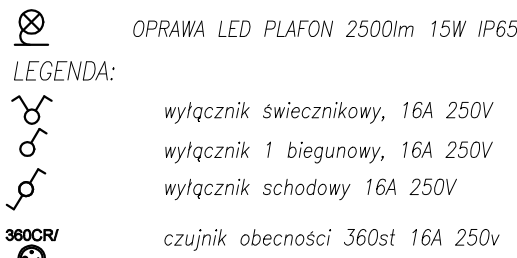 OPRAWA LED PLAFON 2500lm 15W IP65
LEGENDA:
wyłącznik świecznikowy, 16A 250V
wyłącznik 1 biegunowy, 16A 250V
wyłącznik schodowy 16A 250V
360CR/ czujnik obecności 360st 16A 250v